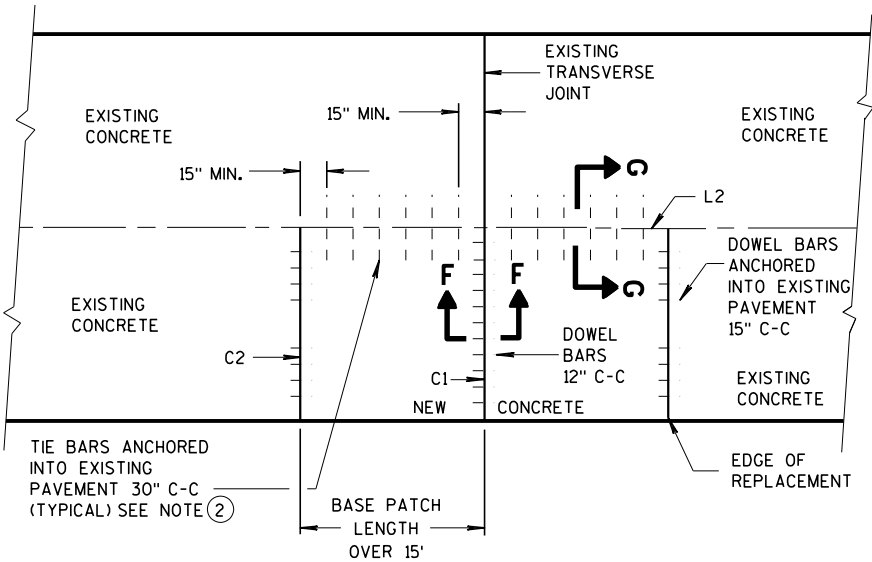 EXISTING
TRANSVERSE
JOINT
EXISTING
CONCRETE
15" MIN.
EXISTING
CONCRETE
15" MIN.
G
L2
DOWEL BARS
ANCHORED
INTO EXISTING
PAVEMENT
15" C-C
F
F
G
EXISTING
CONCRETE
DOWEL
BARS
12" C-C
C2
C1
EXISTING
CONCRETE
NEW
CONCRETE
TIE BARS ANCHORED
INTO EXISTING
PAVEMENT 30" C-C
(TYPICAL) SEE NOTE 2
EDGE OF
REPLACEMENT
BASE PATCH
LENGTH
OVER 15'